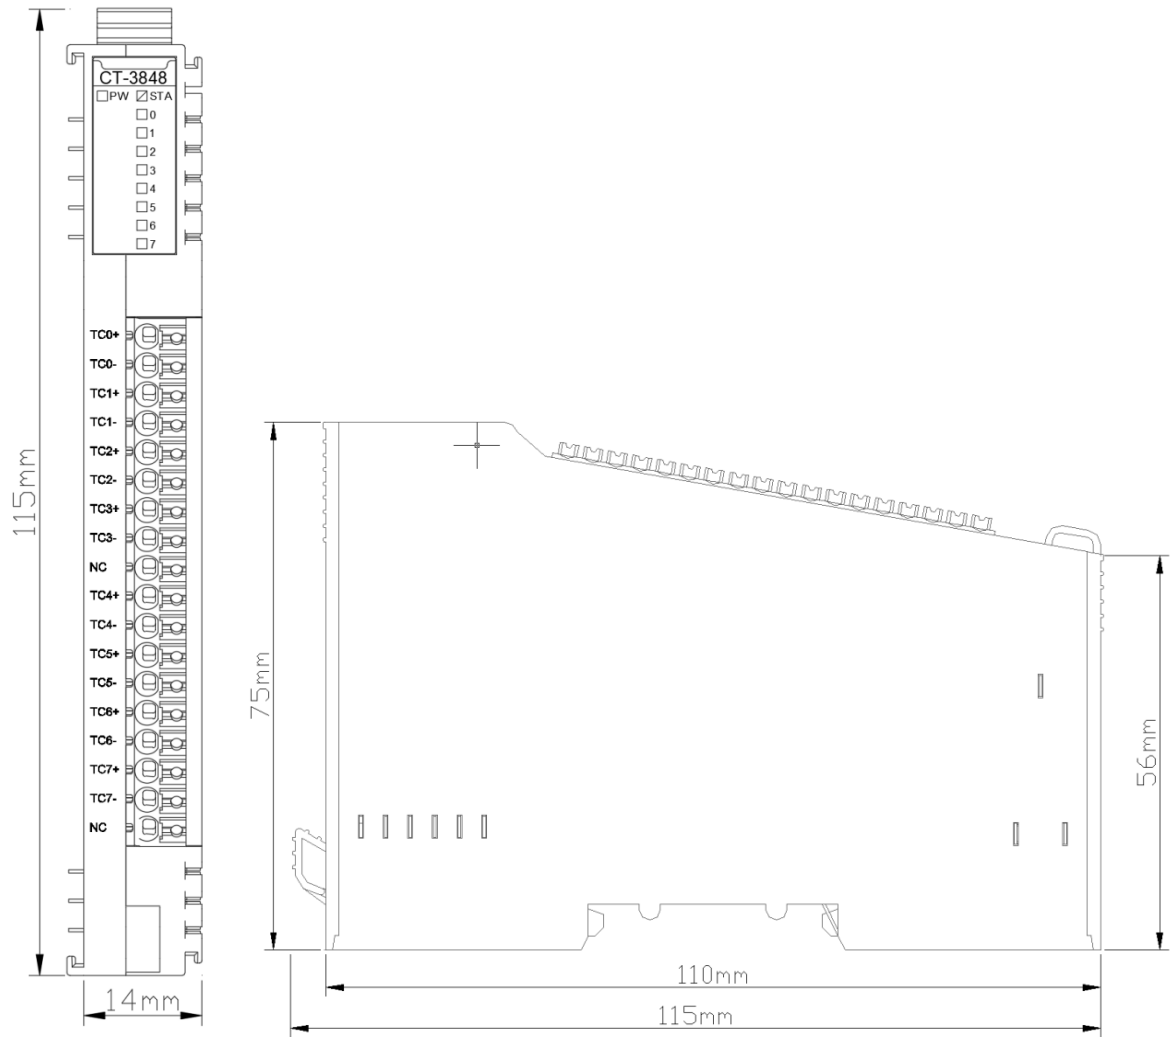 CT-3848
PW STA
0
1
2
3
4
5
6
7
TC0+
TC0-
TC1+
TC1-
TC2+
TC2-
TC3+
TC3-
NC
TC4+
TC4-
TC5+
TC5-
TC6+
TC6-
TC7+
TC7-
NC
115mm
14mm
75mm
56mm
110mm
115mm